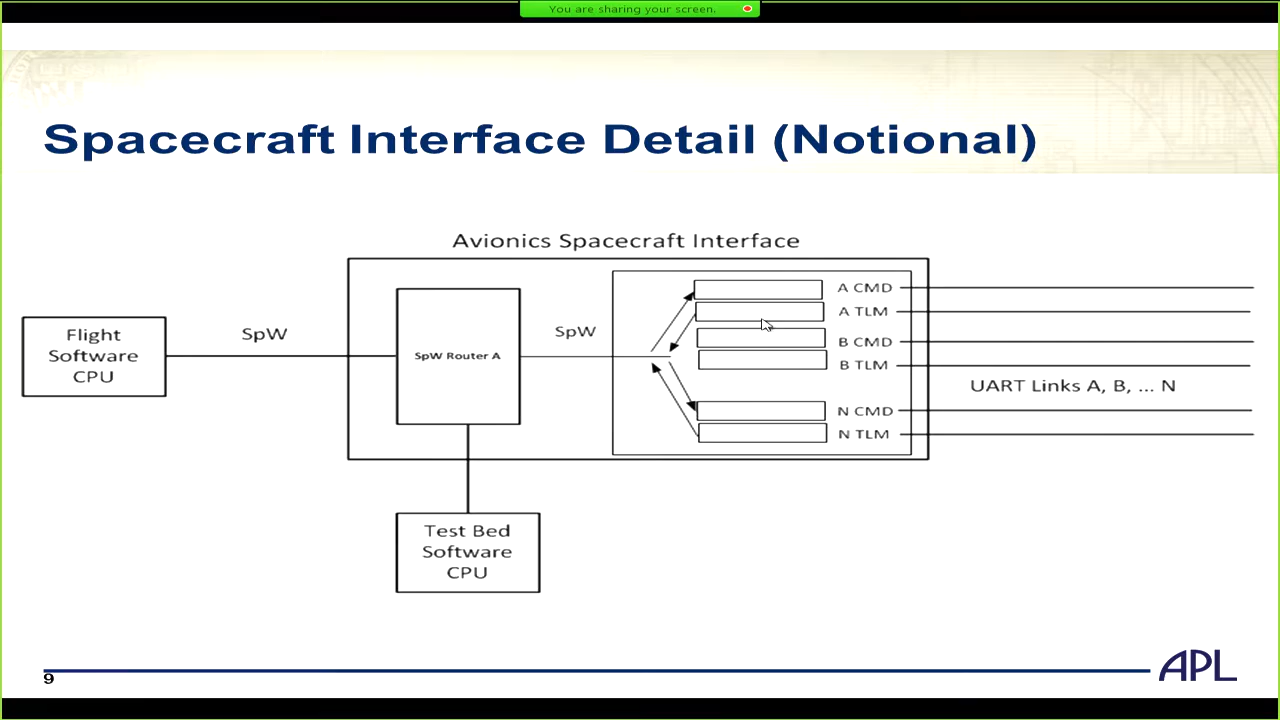 You are sharing your screen.
Spacecraft Interface Detail (Notional)
Avionics Spacecraft Interface
Flight
Software
CPU
SpW
SpW Router A
SpW
A CMD
A TLM
B CMD
B TLM
N CMD
N TLM
UART Links A, B, ... N
Test Bed
Software
CPU
9
APL